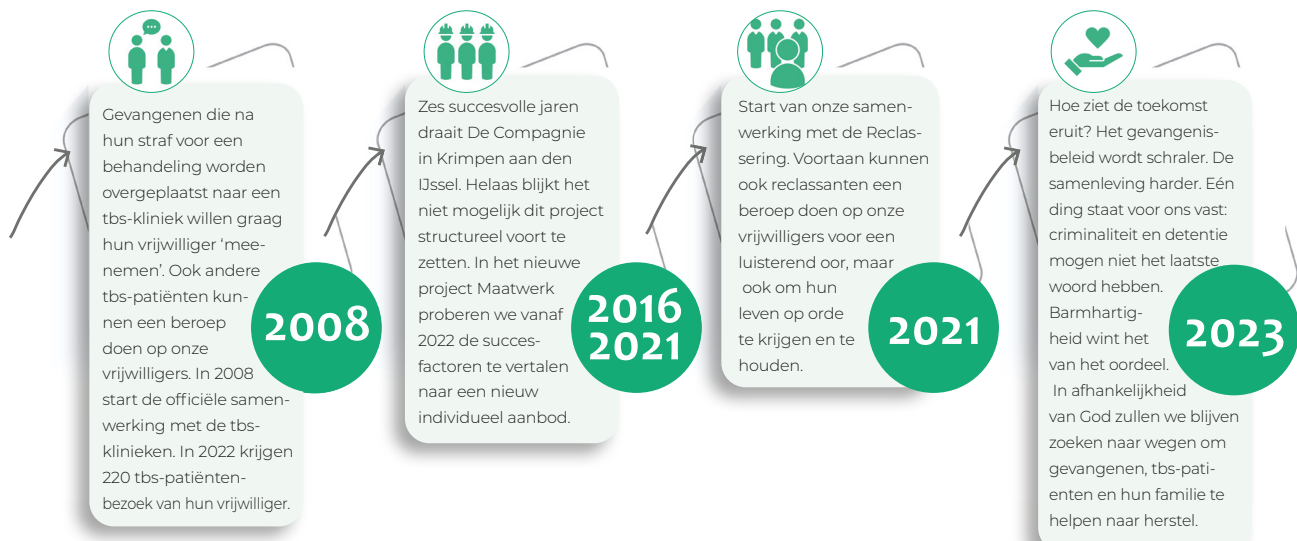 Gevangenen die na
hun straf voor een
behandeling worden
overgeplaatst naar een
tbs-kliniek willen graag
hun vrijwilliger ‘mee-
nemen’. Ook andere
tbs-patiënten kun-
nen een beroep
doen op onze
vrijwilligers. In 2008
start de officiële samen-
werking met de tbs-
klinieken. In 2022 krijgen
220 tbs-patiënten-
bezoek van hun vrijwilliger.
2008
Zes succesvolle jaren
draait De Compagnie
in Krimpen aan den
IJssel. Helaas blijkt het
niet mogelijk dit project
structureel voort te
zetten. In het nieuwe
project Maatwerk
proberen we vanaf
2022 de succes-
factoren te vertalen
naar een nieuw
individueel aanbod.
2016
2021
Start van onze samen-
werking met de Reclas-
sering. Voortaan kunnen
ook reclassanten een
beroep doen op onze
vrijwilligers voor een
luisterend oor, maar
ook om hun
leven op orde
te krijgen en te
houden.
2021
Hoe ziet de toekomst
eruit? Het gevangenis-
beleid wordt schraler. De
samenleving harder. Eén
ding staat voor ons vast:
criminaliteit en detentie
mogen niet het laatste
woord hebben.
Barmhartig-
heid wint het
van het oordeel.
In afhankelijkheid
van God zullen we blijven
zoeken naar wegen om
gevangenen, tbs-pati-
enten en hun familie te
helpen naar herstel.
2023